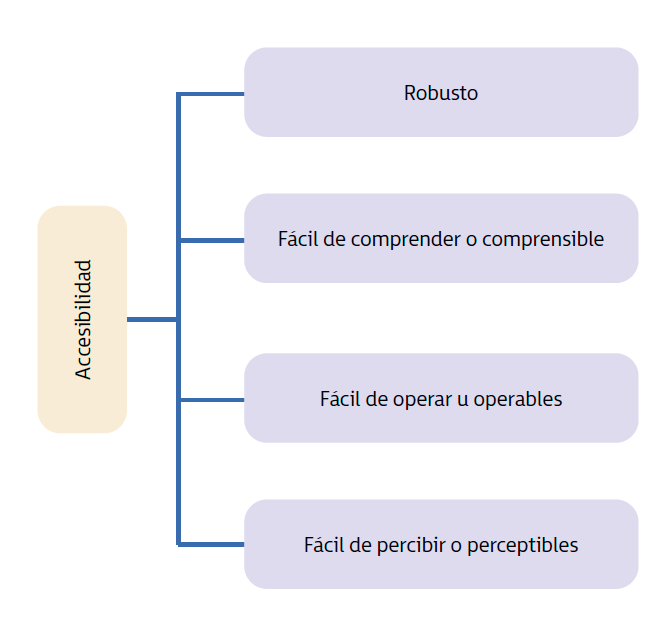 Accesibilidad
Robusto
Fácil de comprender o comprensible
Fácil de operar u operables
Fácil de percibir o perceptibles